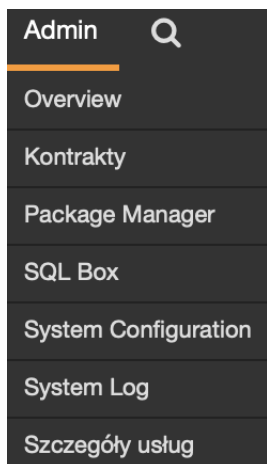 Admin
Overview
Kontrakty
Package Manager
SQL Box
System Configuration
System Log
Szczegóły usług